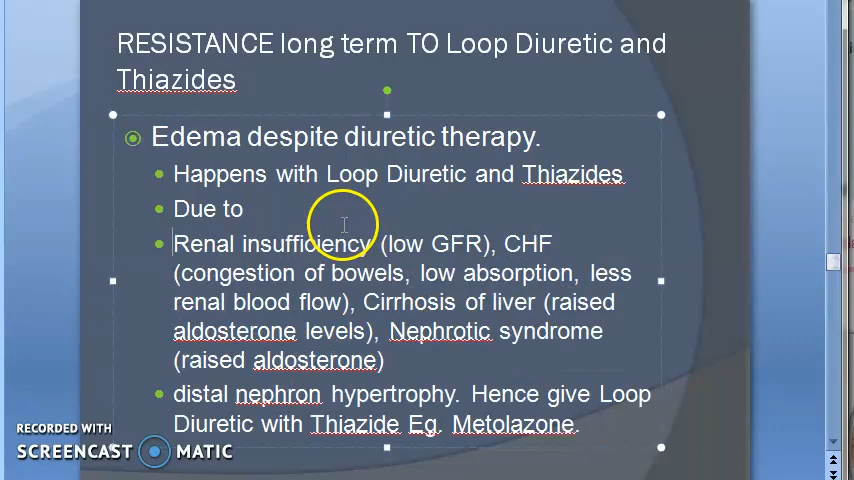 RESISTANCE long term TO Loop Diuretic and
Thiazides
Edema despite diuretic therapy.
Happens with Loop Diuretic and Thiazides
Due to
Renal insufficiency (low GFR), CHF
(congestion of bowels, low absorption, less
renal blood flow), Cirrhosis of liver (raised
aldosterone levels), Nephrotic syndrome
(raised aldosterone)
distal nephron hypertrophy. Hence give Loop
Diuretic with Thiazide Eg. Metolazone.
RECORDED WITH
SCREENCAST MATIC